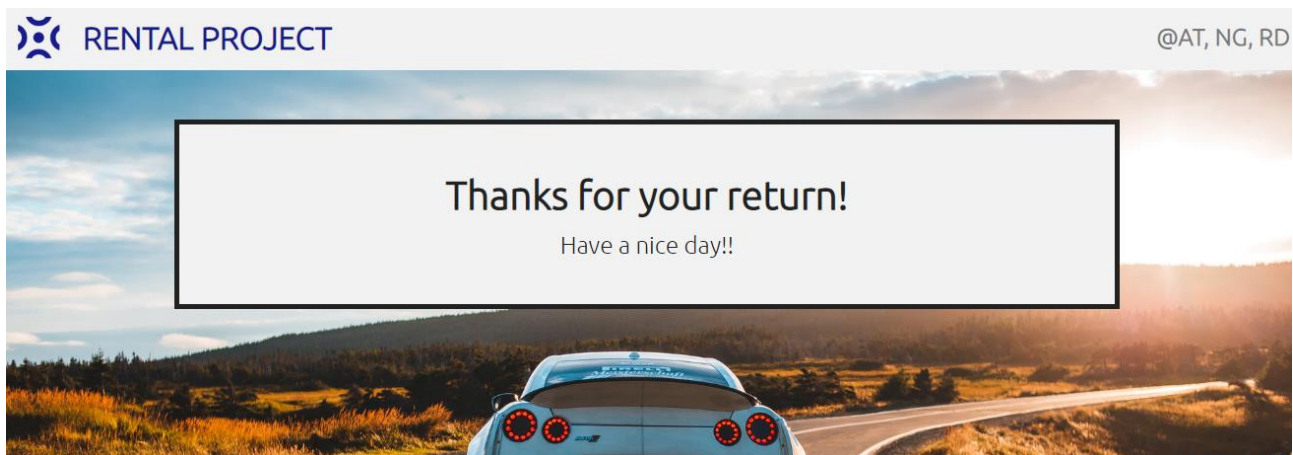 RENTAL PROJECT
@AT, NG, RD
Thanks for your return!
Have a nice day!!